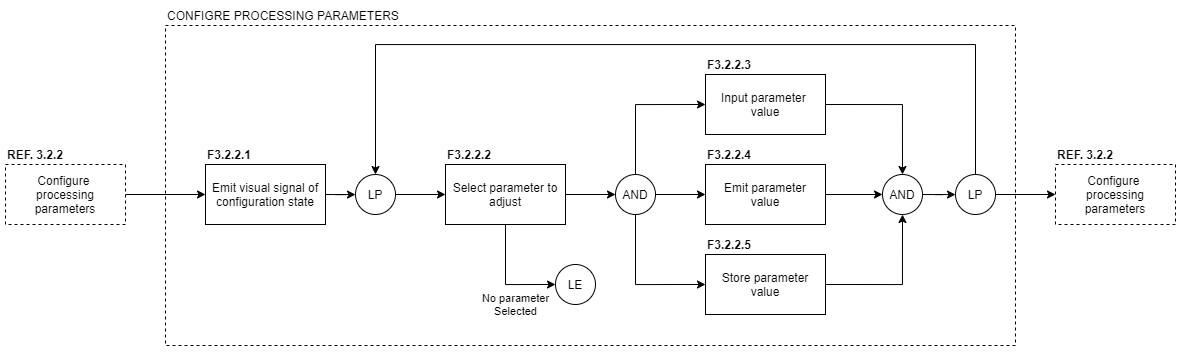 CONFIGRE PROCESSING PARAMETERS
REF. 3.2.2
Configure
processing
parameters
F3.2.2.1
Emit visual signal of
configuration state
LP
F3.2.2.2
Select parameter to
adjust
No parameter
Selected
LE
AND
F3.2.2.3
Input parameter
value
F3.2.2.4
Emit parameter
value
F3.2.2.5
Store parameter
value
AND
LP
REF. 3.2.2
Configure
processing
parameters